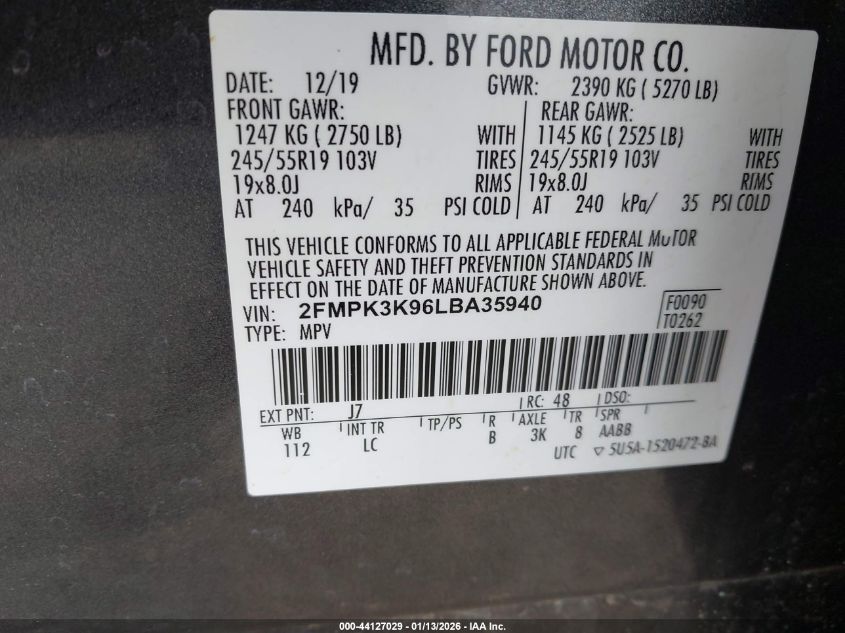 MFD. BY FORD MOTOR CO.
DATE: 12/19 GVWR: 2390 KG ( 5270 LB)
FRONT GAWR: REAR GAWR:
1247 KG ( 2750 LB) WITH 1145 KG ( 2525 LB) WITH
245/55R19 103V TIRES 245/55R19 103V TIRES
19x8.0J RIMS 19x8.0J RIMS
AT 240 kPa/ 35 PSI COLD AT 240 kPa/ 35 PSI COLD
THIS VEHICLE CONFORMS TO ALL APPLICABLE FEDERAL MOTOR
VEHICLE SAFETY AND THEFT PREVENTION STANDARDS IN
EFFECT ON THE DATE OF MANUFACTURE SHOWN ABOVE.
VIN: 2FMPK3K96LBA35940 F0090
TYPE: MPV T0262
EXT PNT: J7 RC: 48 DSO:
WB INT TR TP/PS R AXLE TR SPR
112 LC B 3K 8 AABB
UTC ▽ 5USA-1520472-BA
000-44127029 - 01/13/2026 - IAA Inc.